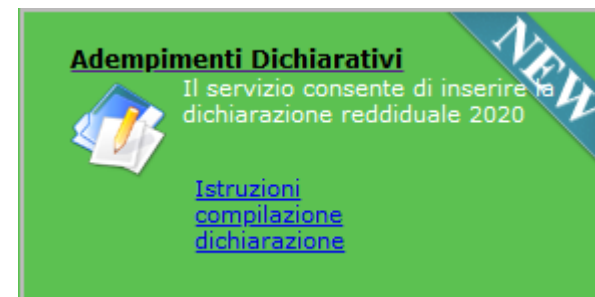 Adempimenti Dichiarativi
Il servizio consente di inserire la
dichiarazione reddiduale 2020
NEW
Istruzioni
compilazione
dichiarazione